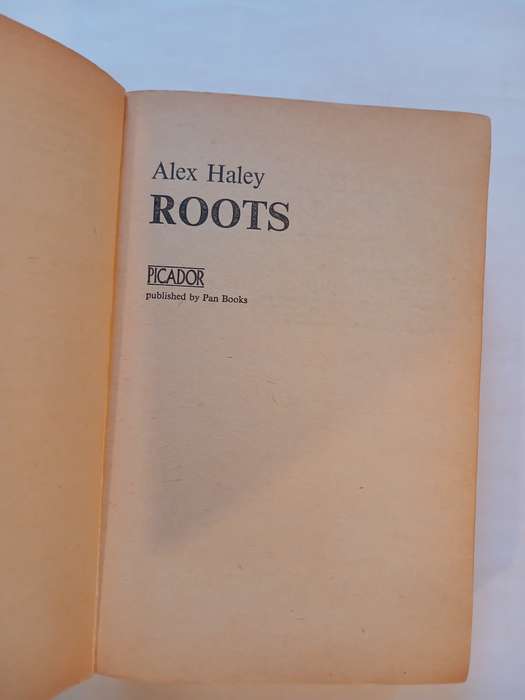 Alex Haley
ROOTS
PICADOR
published by Pan Books